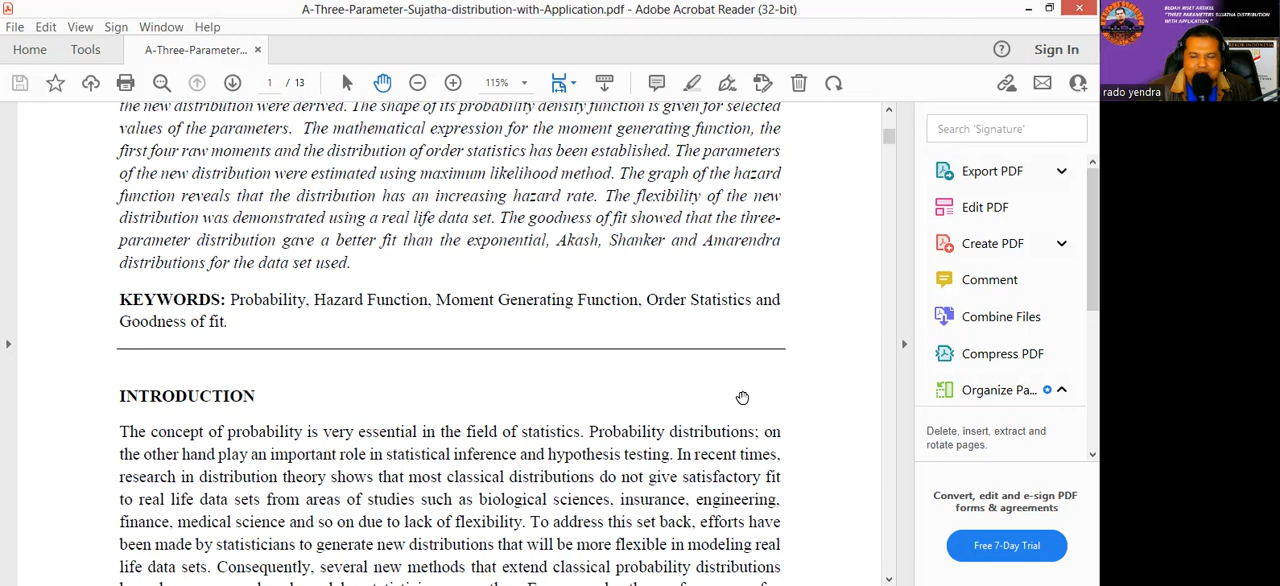 A-Three-Parameter-Sujatha-distribution-with-Application.pdf - Adobe Acrobat Reader (32-bit)
File Edit View Sign Window Help
Home Tools A-Three-Parameter... × Sign In
1 / 13 115%
the new distribution were derived. The shape of its probability density function is given for selected
values of the parameters. The mathematical expression for the moment generating function, the
first four raw moments and the distribution of order statistics has been established. The parameters
of the new distribution were estimated using maximum likelihood method. The graph of the hazard
function reveals that the distribution has an increasing hazard rate. The flexibility of the new
distribution was demonstrated using a real life data set. The goodness of fit showed that the three-
parameter distribution gave a better fit than the exponential, Akash, Shanker and Amarendra
distributions for the data set used.
KEYWORDS: Probability, Hazard Function, Moment Generating Function, Order Statistics and
Goodness of fit.
INTRODUCTION
The concept of probability is very essential in the field of statistics. Probability distributions; on
the other hand play an important role in statistical inference and hypothesis testing. In recent times,
research in distribution theory shows that most classical distributions do not give satisfactory fit
to real life data sets from areas of studies such as biological sciences, insurance, engineering,
finance, medical science and so on due to lack of flexibility. To address this set back, efforts have
been made by statisticians to generate new distributions that will be more flexible in modeling real
life data sets. Consequently, several new methods that extend classical probability distributions
Search 'Signature'
Export PDF
Edit PDF
Create PDF
Comment
Combine Files
Compress PDF
Organize Pa...
Delete, insert, extract and
rotate pages.
Convert, edit and e-sign PDF
forms & agreements
Free 7-Day Trial
BEDAH RISET ARTIKEL
"THREE PARAMETERS SUJATHA DISTRIBUTION
WITH APPLICATION"
rado yendra